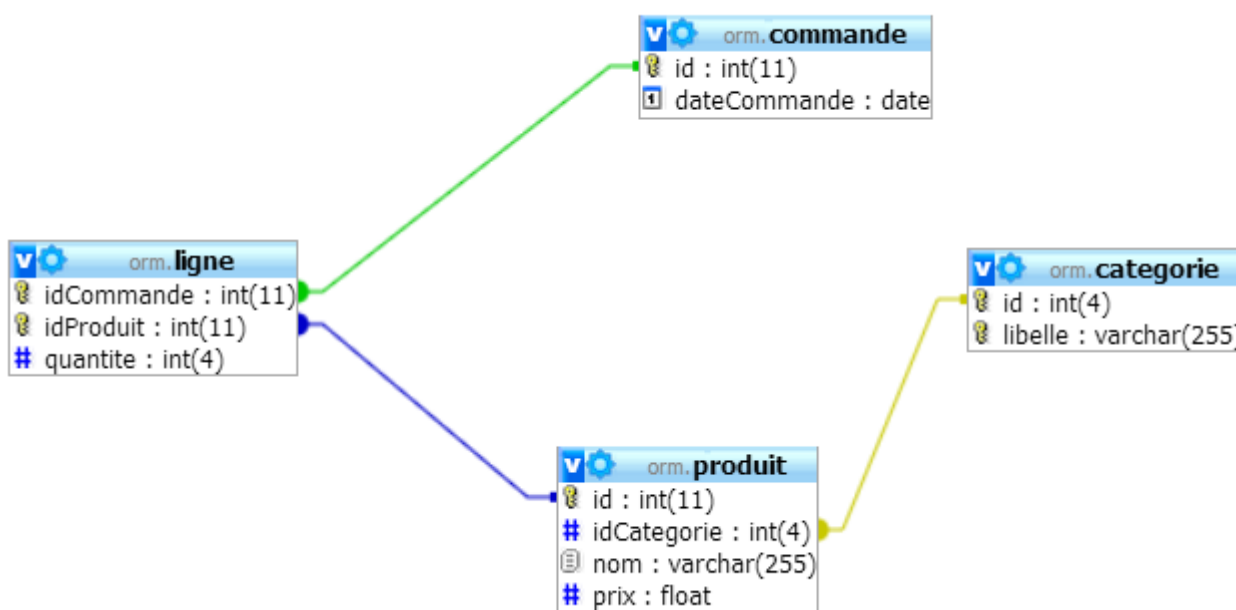 orm.commande
id : int(11)
dateCommande : date
orm.ligne
idCommande : int(11)
idProduit : int(11)
# quantite : int(4)
orm.categorie
id : int(4)
libelle : varchar(255)
orm.produit
id : int(11)
# idCategorie : int(4)
nom : varchar(255)
# prix : float